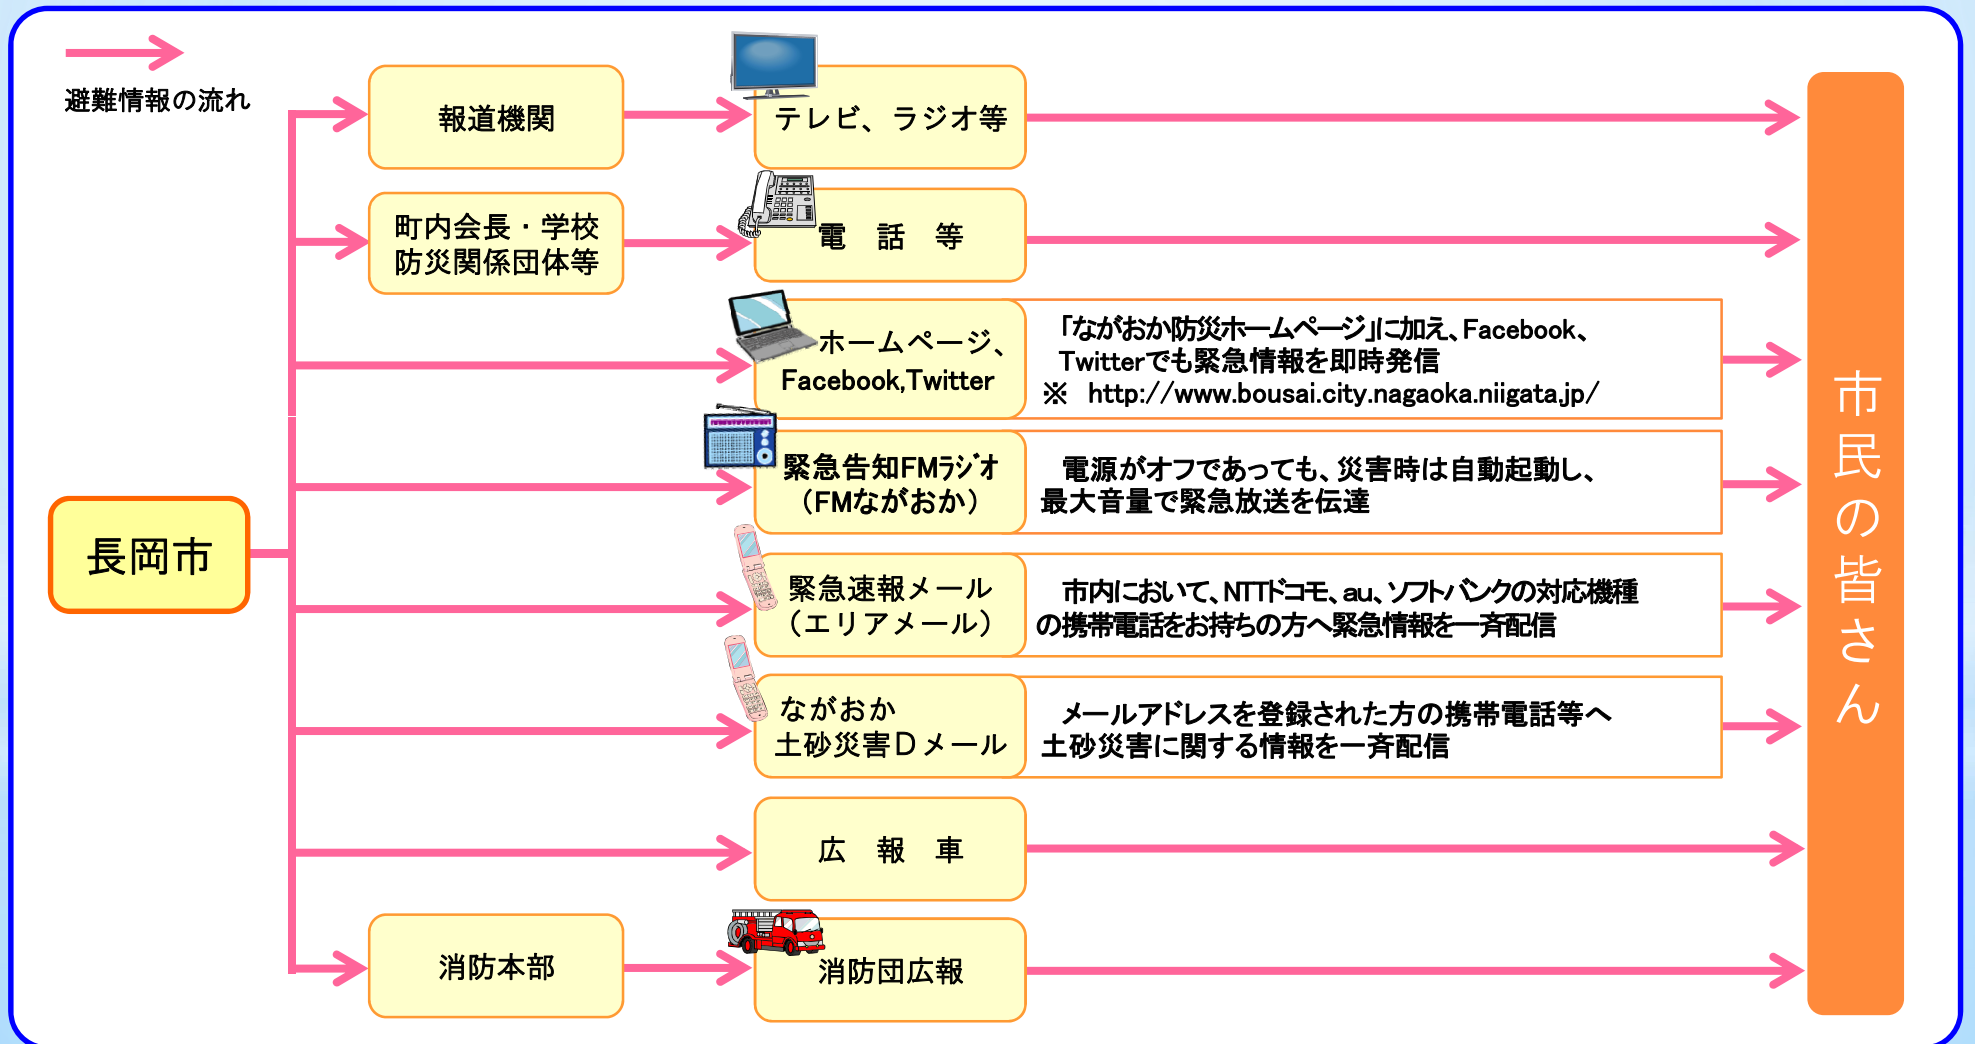 避難情報の流れ
長岡市
報道機関
テレビ、ラジオ等
町内会長・学校
防災関係団体等
電 話 等
ホームページ、
Facebook,Twitter
「ながおか防災ホームページ」に加え、Facebook、
Twitterでも緊急情報を即時発信
※ http://www.bousai.city.nagaoka.niigata.jp/
緊急告知FMラジオ
（FMながおか）
電源がオフであっても、災害時は自動起動し、
最大音量で緊急放送を伝達
緊急速報メール
（エリアメール）
市内において、NTTドコモ、au、ソフトバンクの対応機種
の携帯電話をお持ちの方へ緊急情報を一斉配信
ながおか
土砂災害Ｄメール
メールアドレスを登録された方の携帯電話等へ
土砂災害に関する情報を一斉配信
広 報 車
消防本部
消防団広報
市民の皆さん